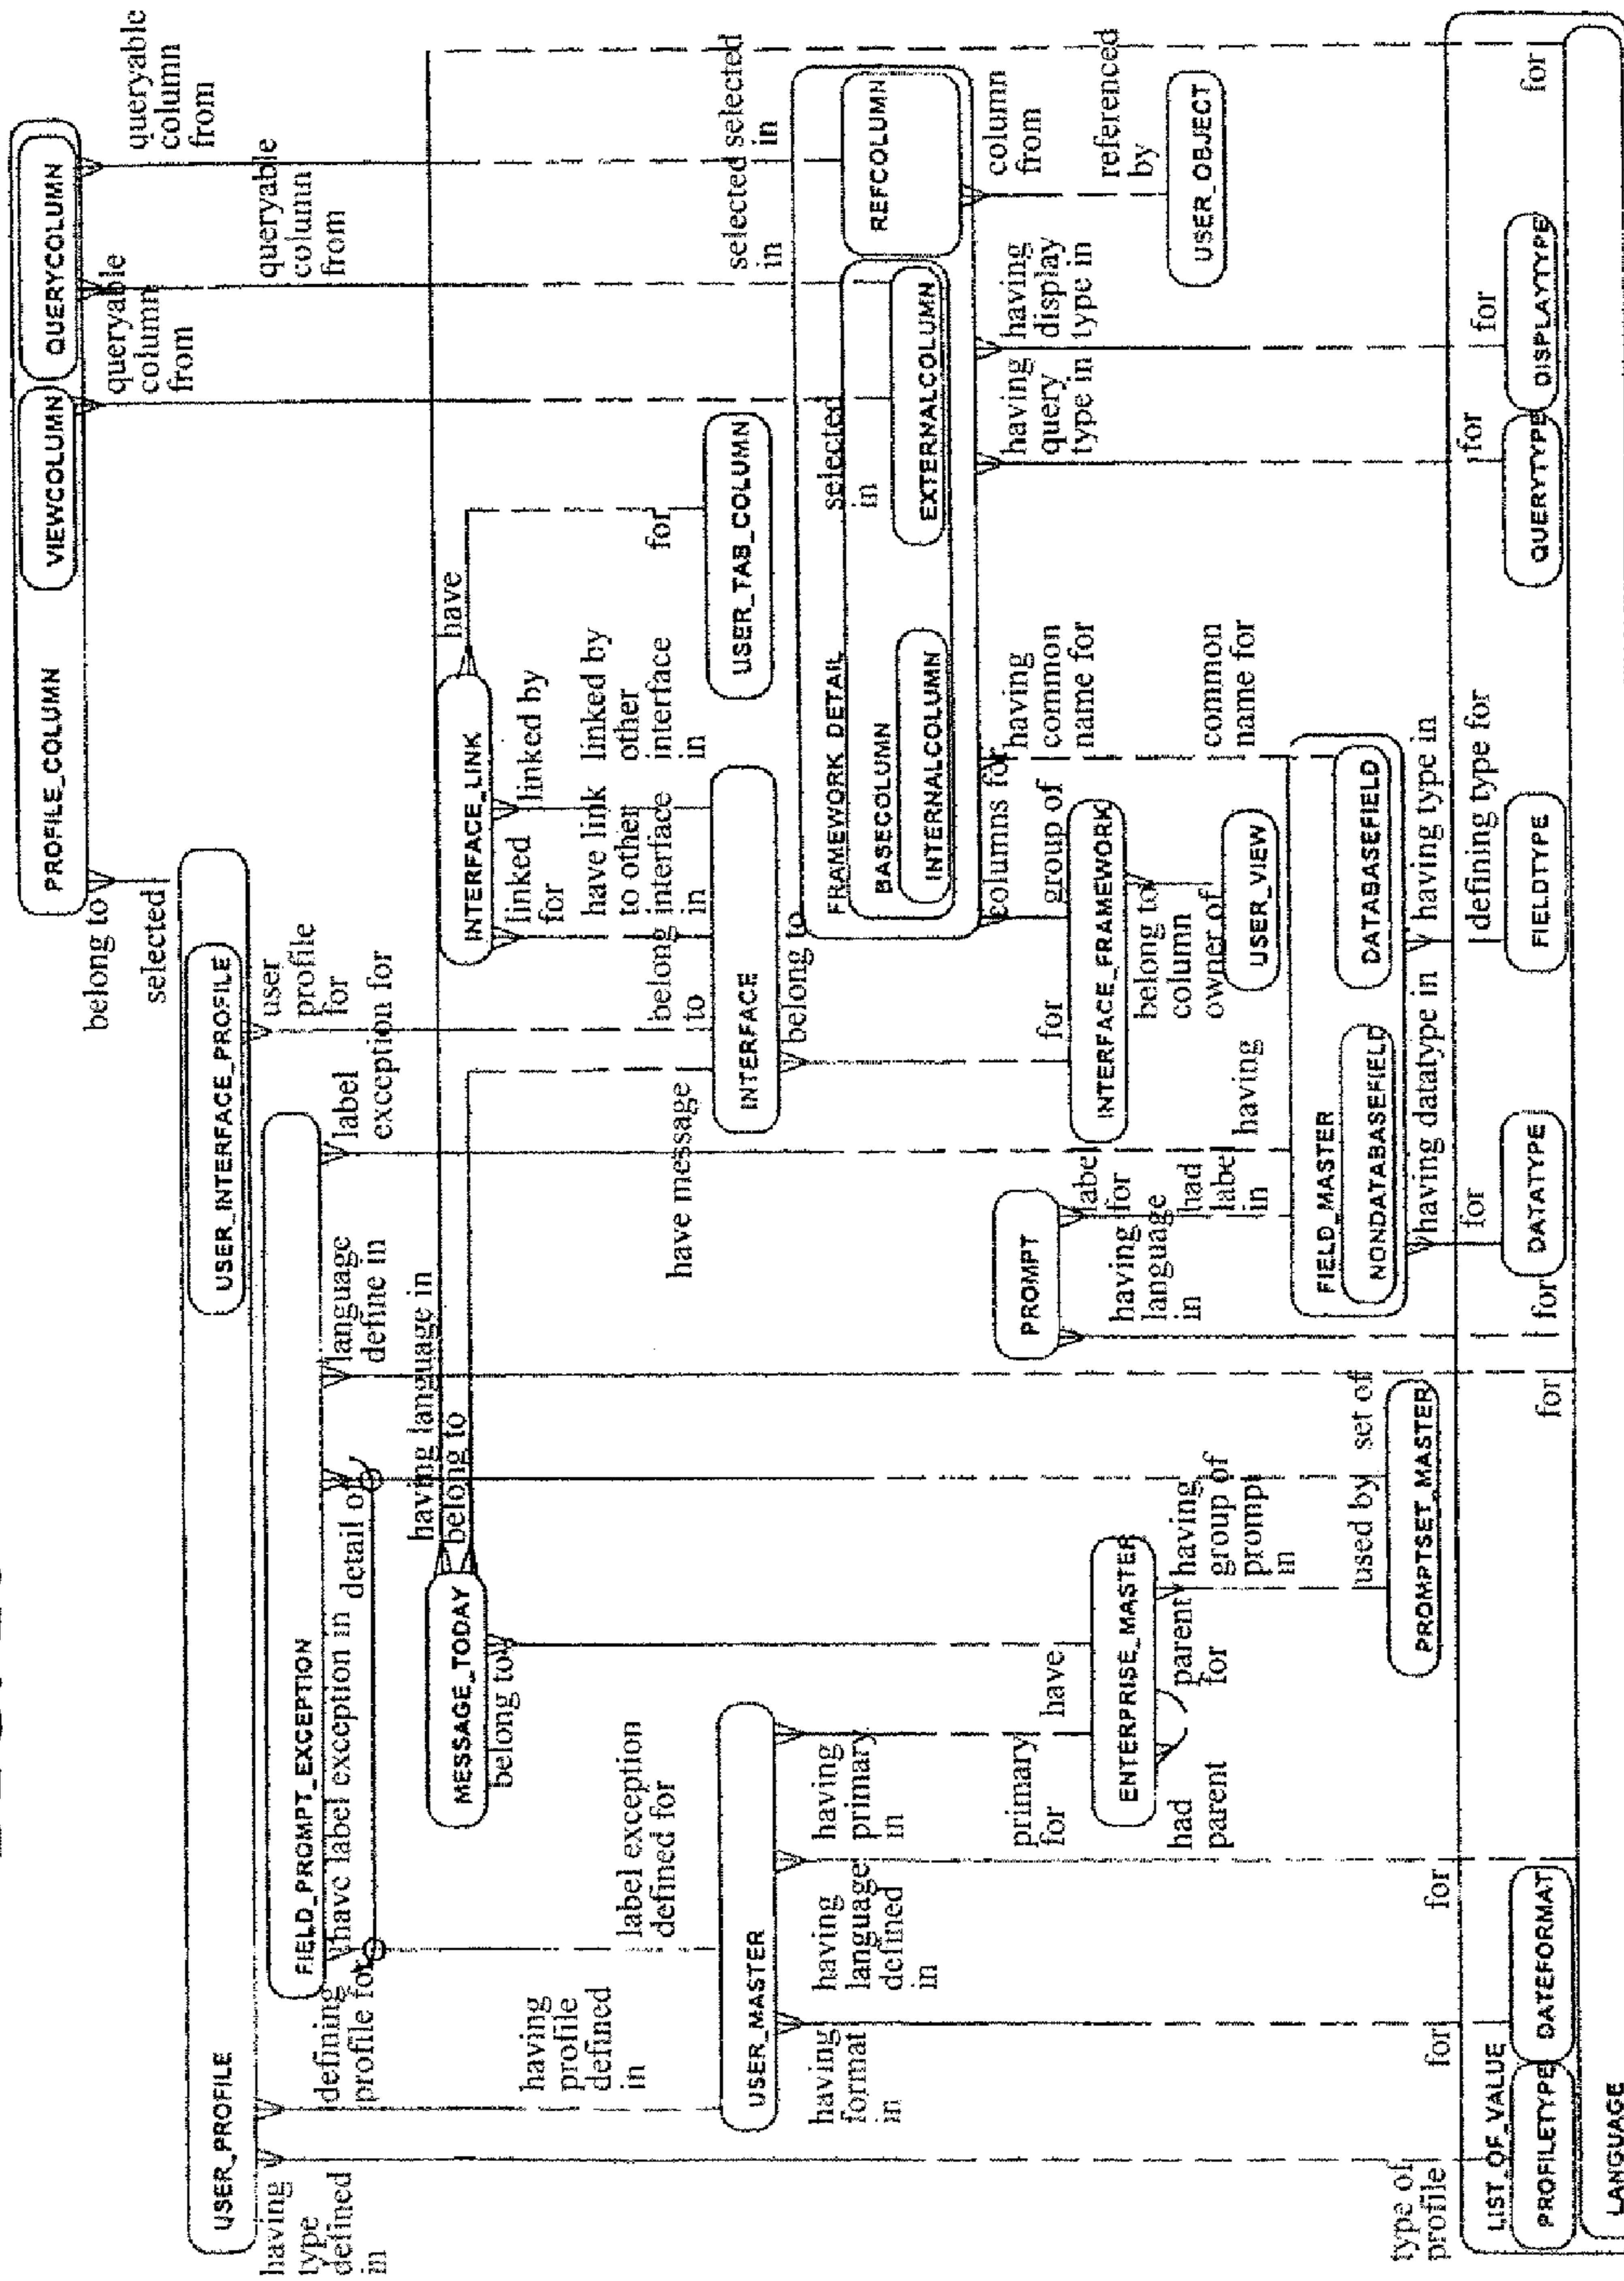 PROFILE_COLUMN
VIEWCOLUMN
QUERYCOLUMN
belong to
selected
queryable
column
from
queryable
column
from
queryable
column
from
USER_PROFILE
USER_INTERFACE_PROFILE
user
profile
for
having
type
defined
in
defining
profile for
FIELD_PROMPT_EXCEPTION
have label exception in
detail of
language
define in
label
exception for
having language in
belong to
MESSAGE_TODAY
belong to
INTERFACE_LINK
have
linked
for
linked by
have link
to other
interface
in
linked by
other
interface
in
for
having
profile
defined
in
label exception
defined for
have message
belong
to
USER_MASTER
INTERFACE
USER_TAB_COLUMN
selected
in
selected
in
having
format
in
having
language
defined
in
having
primary
in
belong to
FRAMEWORK_DETAIL
selected
in
BASECOLUMN
INTERNALCOLUMN
EXTERNALCOLUMN
REFCOLUMN
primary
for
have
PROMPT
for
columns for
group of
having
common
name for
having
query
type in
having
display
type in
column
from
ENTERPRISE_MASTER
label
for
having
language
in
INTERFACE_FRAMEWORK
referenced
by
had
parent
parent
for
having
group of
prompt
in
had
label
in
having
belong to
column
owner of
common
name for
USER_VIEW
USER_OBJECT
FIELD_MASTER
NONDATABASEFIELD
DATABASEFIELD
used by
set of
PROMPTSET_MASTER
having datatype in
having type in
type of
profile
for
for
for
defining type for
for
for
LIST_OF_VALUE
PROFILETYPE
DATEFORMAT
for
for
DATATYPE
FIELDTYPE
QUERYTYPE
DISPLAYTYPE
for
LANGUAGE